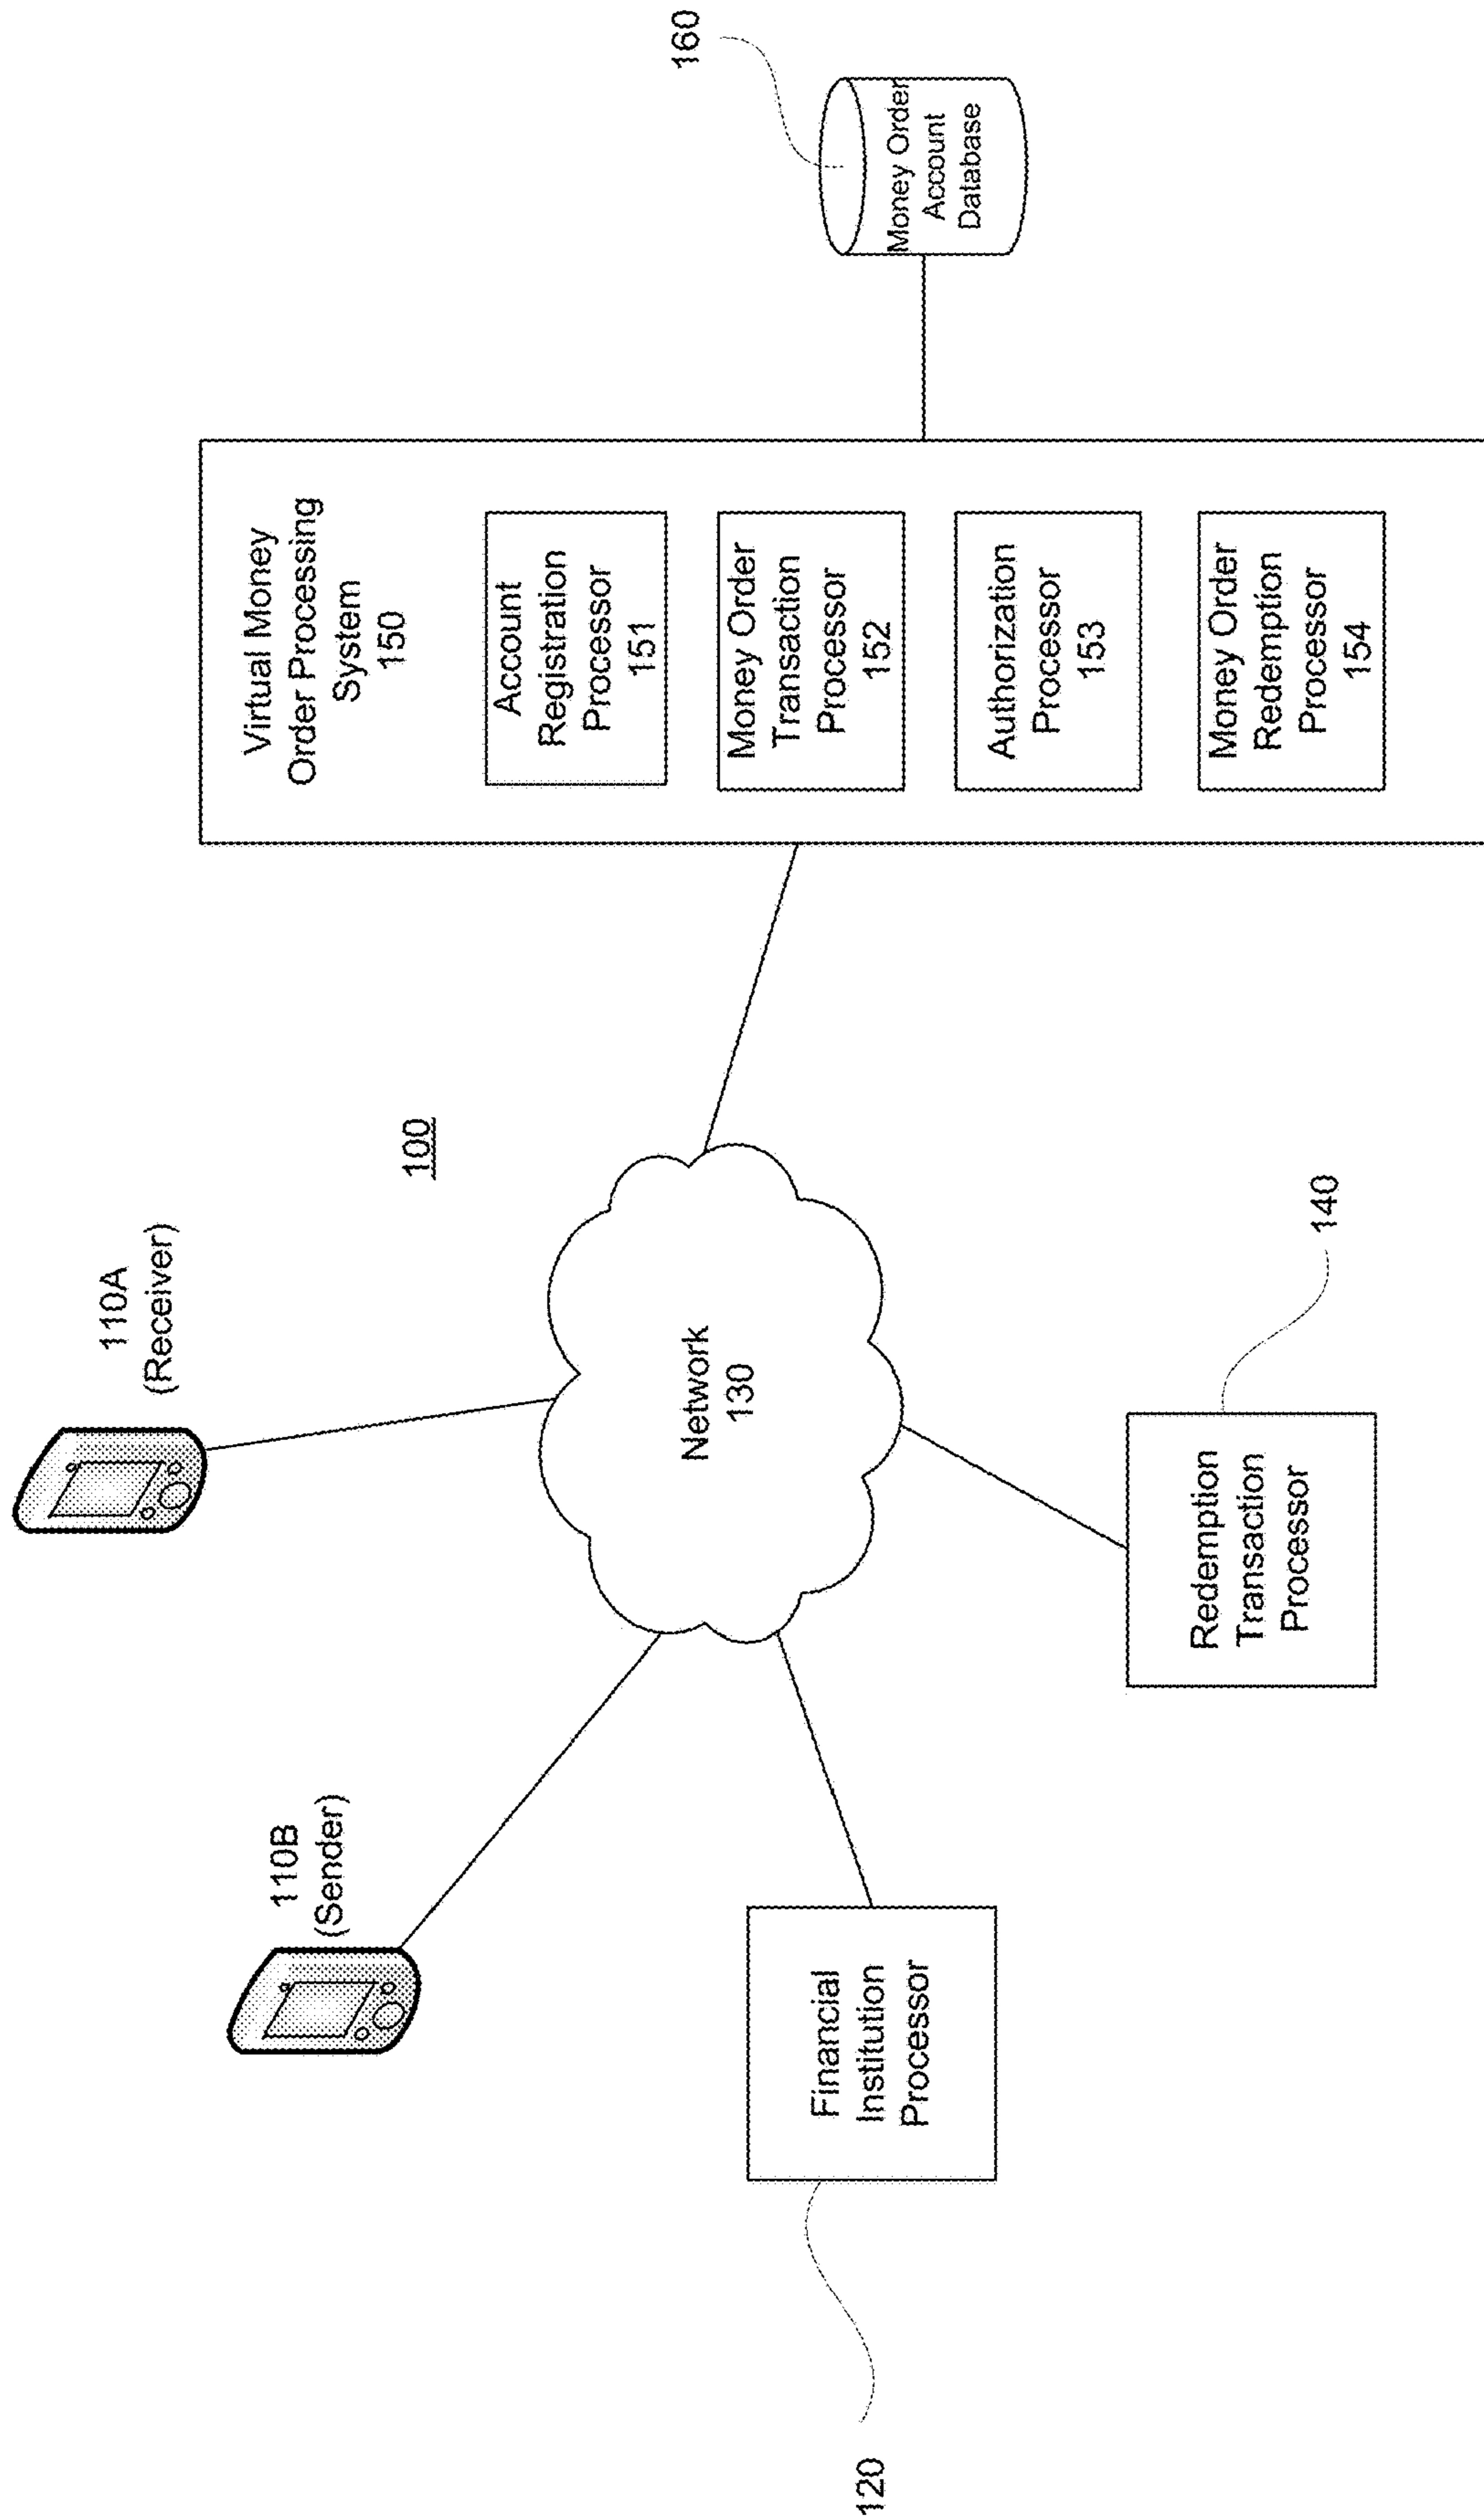 110A
(Receiver)
110B
(Sender)
100
Network
130
Financial
Institution
Processor
120
Redemption
Transaction
Processor
140
Virtual Money
Order Processing
System
150
Account
Registration
Processor
151
Money Order
Transaction
Processor
152
Authorization
Processor
153
Money Order
Redemption
Processor
154
160
Money Order
Account
Database